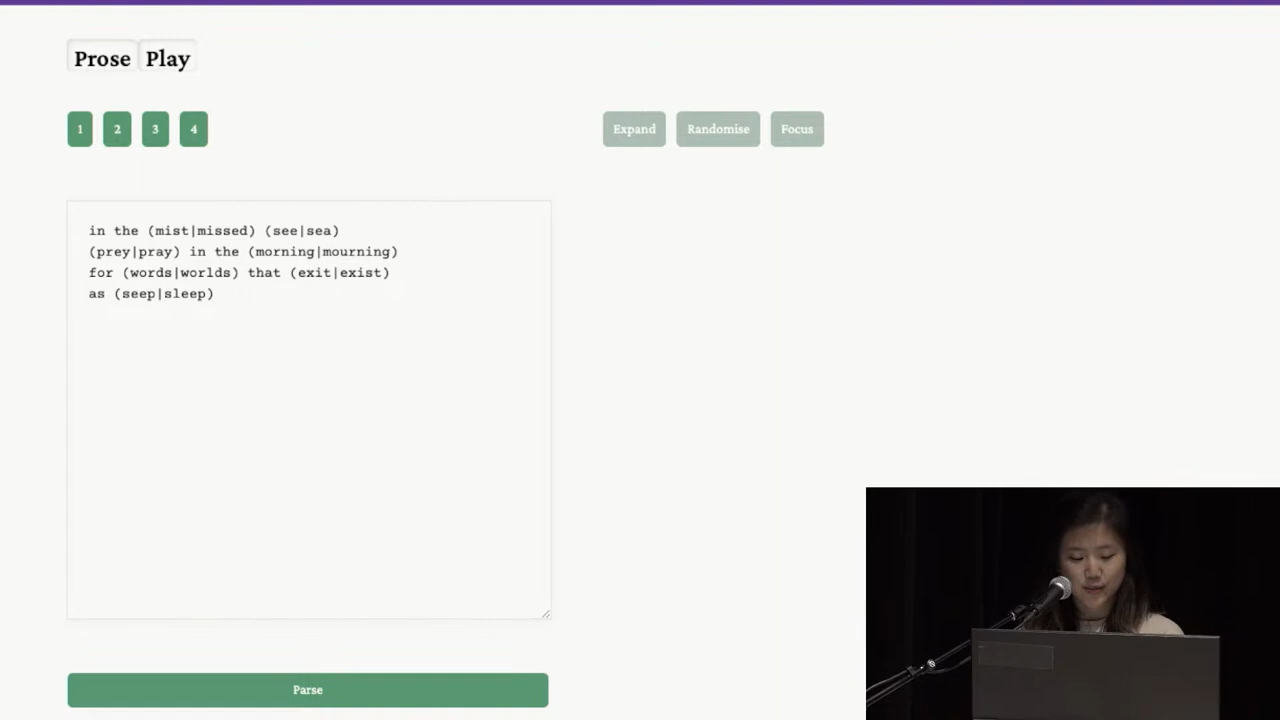 Prose Play
1 2 3 4
Expand Randomise Focus
in the (mist|missed) (see|sea)
(prey|pray) in the (morning|mourning)
for (words|worlds) that (exit|exist)
as (seep|sleep)
Parse